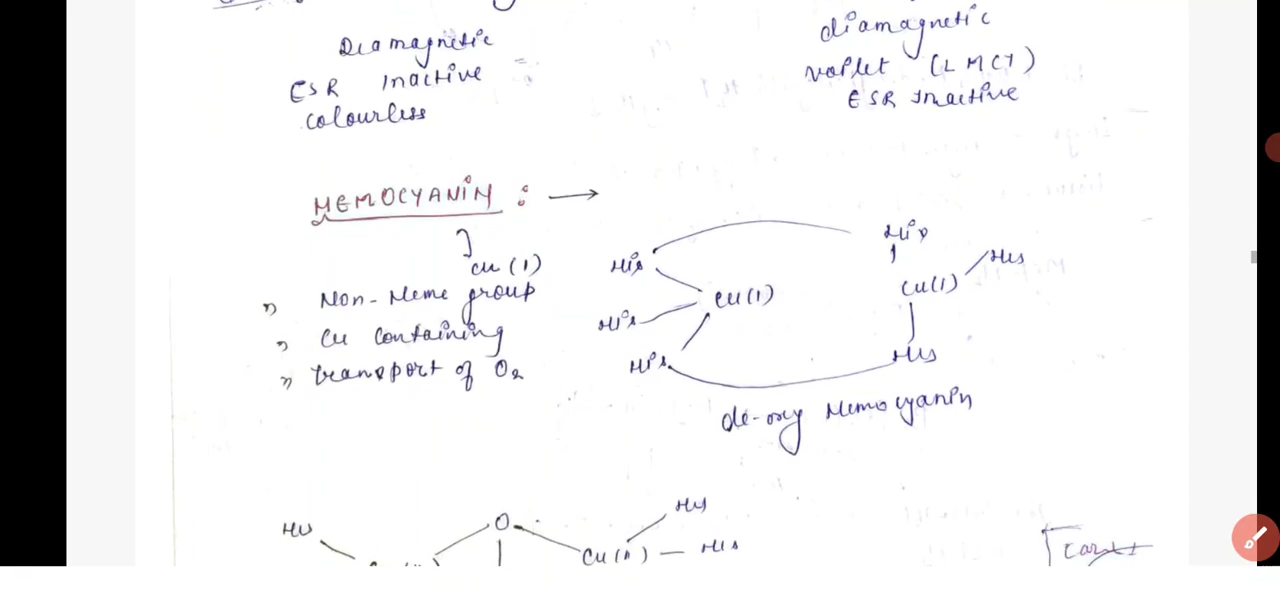 Diamagnetic
ESR Inactive
Colourless
diamagnetic
(LMCT)
ESR Inactive
HEMOCYANIN : →
Cu (I)
Non-Heme group
Cu containing
transport of O2
His
His
His
Cu(I)
His
Cu(I)
His
His
de-oxy Hemocyanin
His
O
Cu(II) — His
His